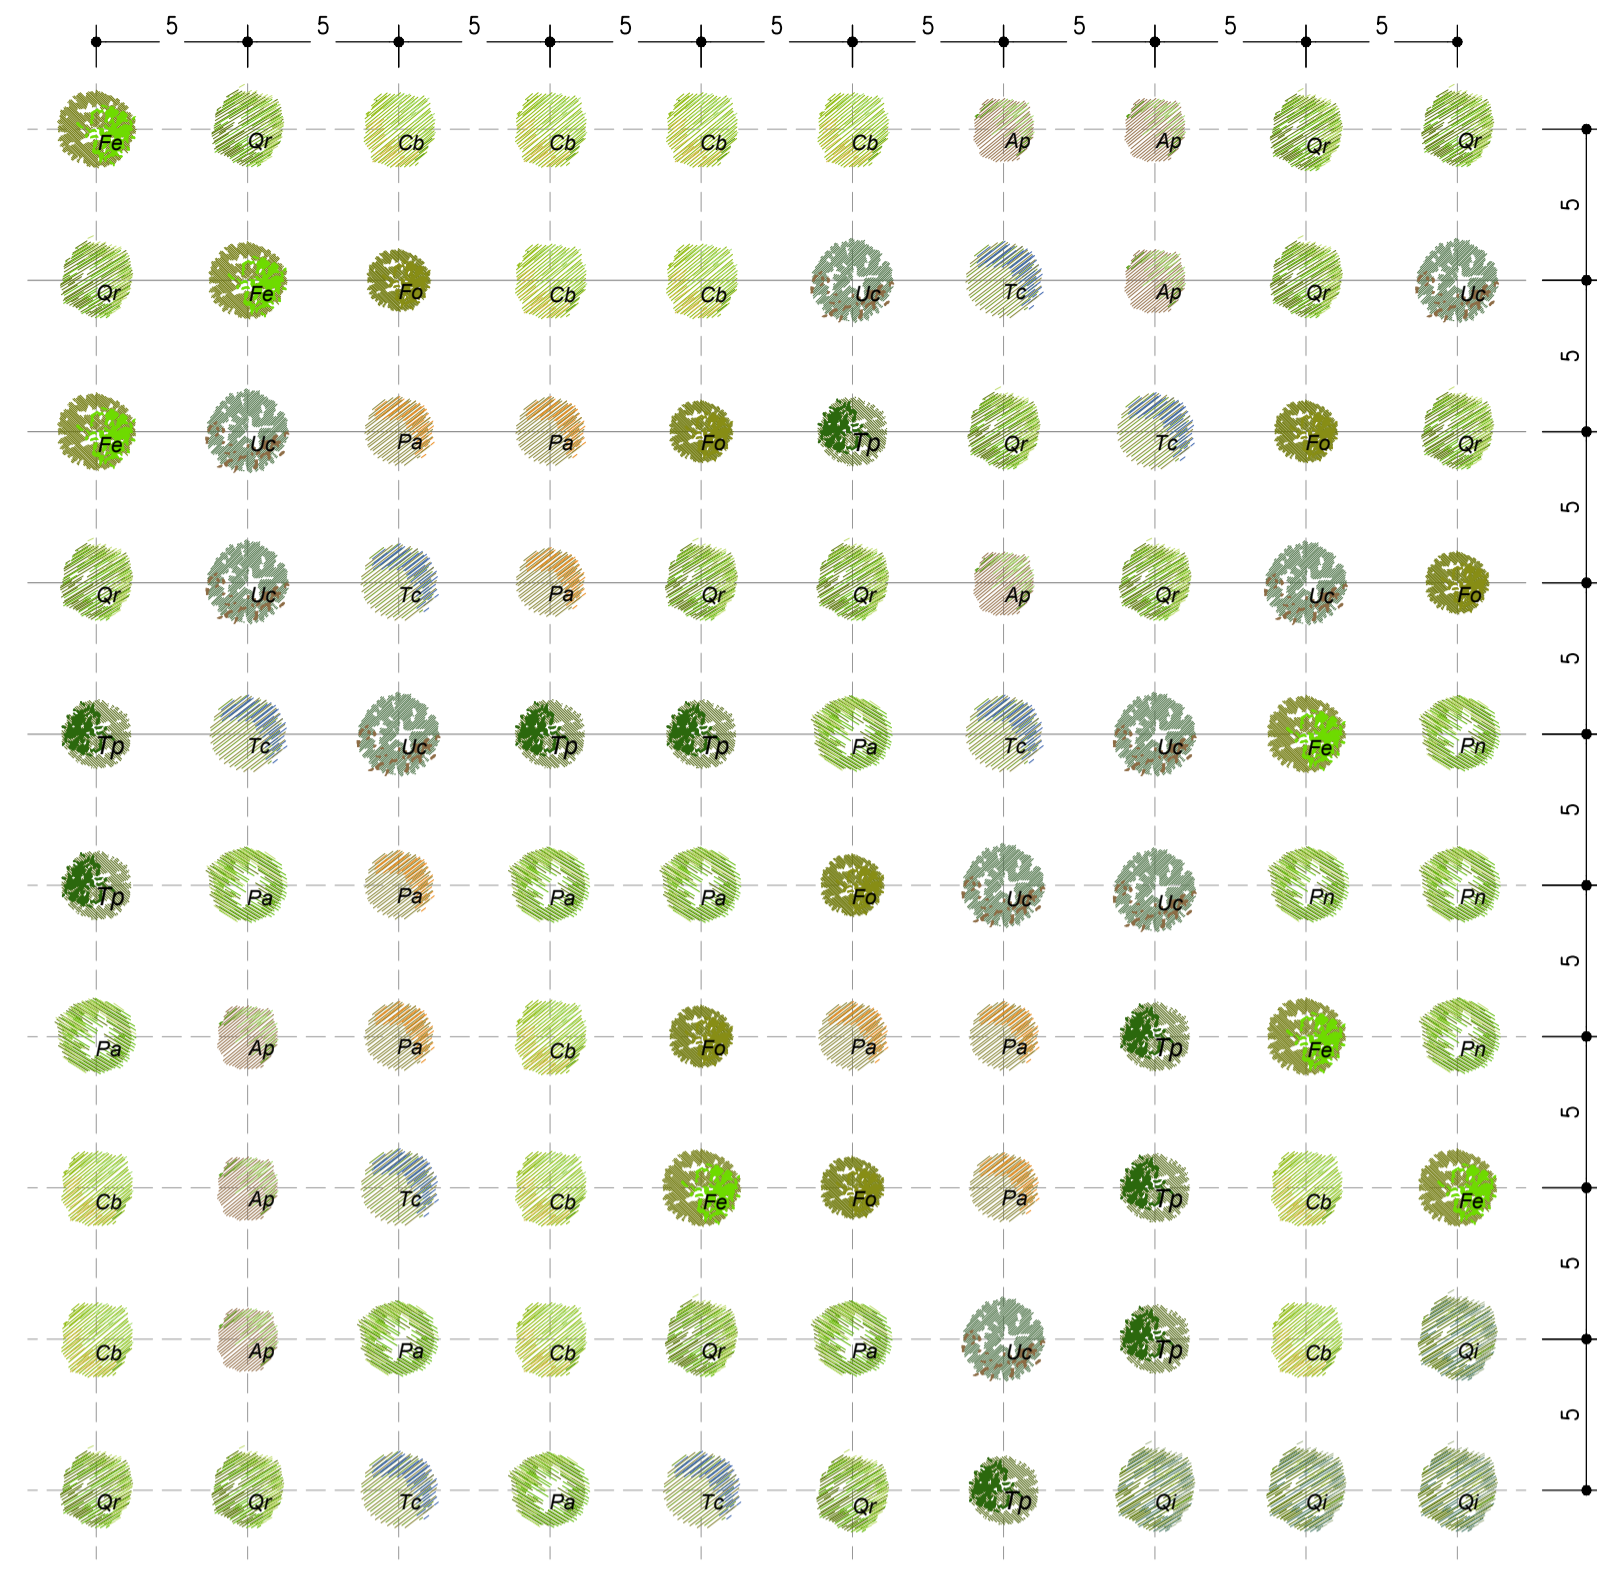 5 5 5 5 5 5 5 5 5
Fe Qr Cb Cb Cb Cb Ap Ap Qr Qr
5
Qr Fe Fo Cb Cb Uc Tc Ap Qr Uc
5
Fe Uc Pa Pa Fo Tp Qr Tc Fo Qr
5
Qr Uc Tc Pa Qr Qr Ap Qr Uc Fo
5
Tp Tc Uc Tp Tp Pa Tc Uc Fe Pn
5
Tp Pa Pa Pa Pa Fo Uc Uc Pn Pn
5
Pa Ap Pa Cb Fo Pa Pa Tp Fe Pn
5
Cb Ap Tc Cb Fe Fo Pa Tp Cb Fe
5
Cb Ap Pa Cb Qr Pa Uc Tp Cb Qi
5
Qr Qr Tc Pa Tc Qr Tp Qi Qi Qi